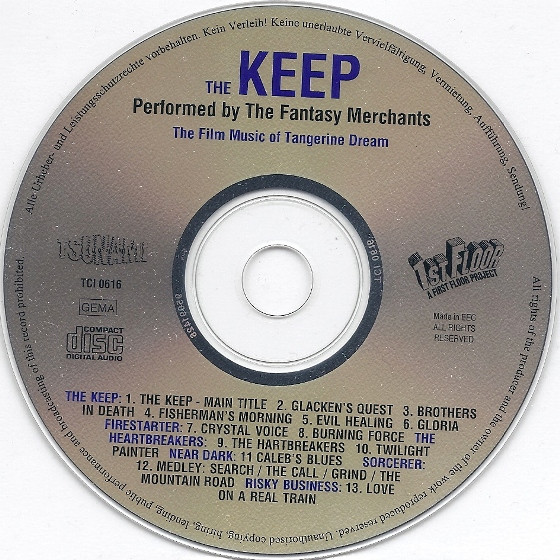 Alle Urheber- und Leistungsschutzrechte vorbehalten. Kein Verleih! Keine unerlaubte Vervielfältigung, Vermietung, Aufführung, Sendung!
THE KEEP
Performed by The Fantasy Merchants
The Film Music of Tangerine Dream
TSUNAMI
TCI 0616
GEMA
COMPACT
disc
DIGITAL AUDIO
1ST FLOOR
A FIRST FLOOR PROJECT
Made in EEC
ALL RIGHTS
RESERVED
TCI 0616
THE KEEP: 1. THE KEEP - MAIN TITLE 2. GLACKEN'S QUEST 3. BROTHERS
IN DEATH 4. FISHERMAN'S MORNING 5. EVIL HEALING 6. GLORIA
FIRESTARTER: 7. CRYSTAL VOICE 8. BURNING FORCE THE
HEARTBREAKERS: 9. THE HARTBREAKERS 10. TWILIGHT
PAINTER NEAR DARK: 11 CALEB'S BLUES SORCERER:
12. MEDLEY: SEARCH / THE CALL / GRIND / THE
MOUNTAIN ROAD RISKY BUSINESS: 13. LOVE
ON A REAL TRAIN
All rights of the producer and the owner of the work reproduced reserved. Unauthorised copying, hiring, lending, public performance and broadcasting of this record prohibited.